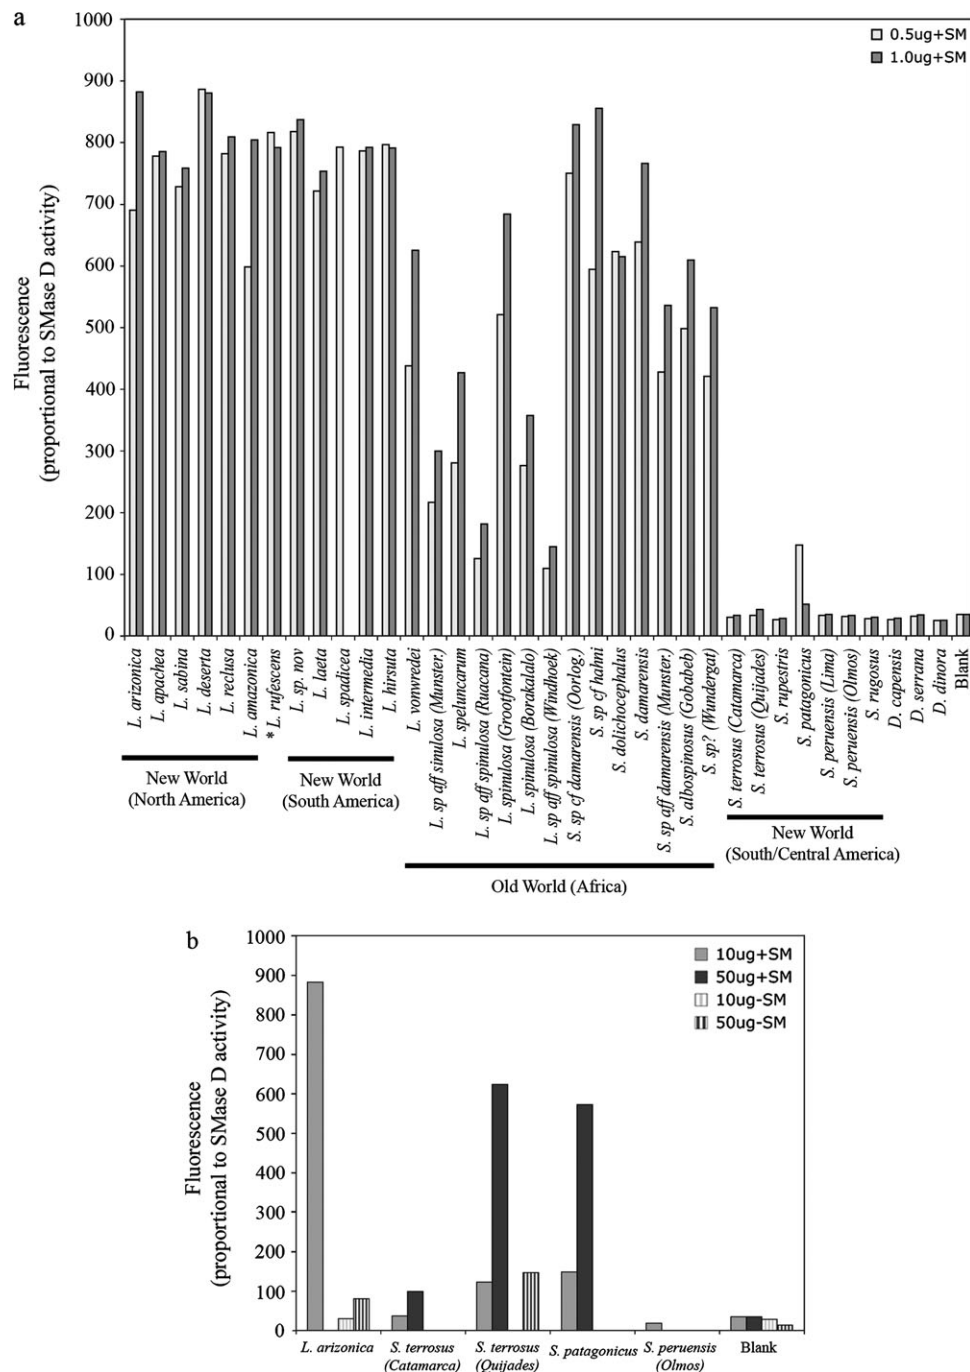 a
1000
900
800
700
600
500
400
300
200
100
0
Fluorescence
(proportional to SMase D activity)
0.5ug+SM
1.0ug+SM
L. arizonica
L. apachea
L. sabina
L. deserta
L. reclusa
L. amazonica
* L. rufescens
L. sp. nov
L. laeta
L. spadicea
L. intermedia
L. hirsuta
L. vonwredei
L. sp aff sinulosa (Munster.)
L. speluncarum
L. sp aff spinulosa (Ruacana)
L. spinulosa (Groofontein)
L. spinulosa (Borakalalo)
L. sp aff spinulosa (Windhoek)
S. sp cf damarensis (Oorlog.)
S. sp cf hahni
S. dolichocephalus
S. damarensis
S. sp aff damarensis (Munster.)
S. albospinosus (Gobabeb)
S. sp? (Wundergat)
S. terrosus (Catamarca)
S. terrosus (Quijades)
S. rupestris
S. patagonicus
S. peruensis (Lima)
S. peruensis (Olmos)
S. rugosus
D. capensis
D. serrana
D. dinora
Blank
New World
(North America)
New World
(South America)
Old World (Africa)
New World
(South/Central America)
b
1000
900
800
700
600
500
400
300
200
100
0
Fluorescence
(proportional to SMase D activity)
10ug+SM
50ug+SM
10ug-SM
50ug-SM
L. arizonica
S. terrosus
(Catamarca)
S. terrosus
(Quijades)
S. patagonicus
S. peruensis
(Olmos)
Blank